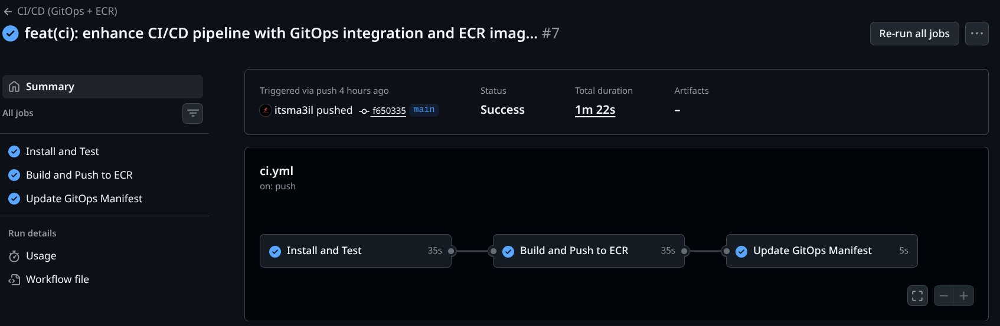 CI/CD (GitOps + ECR)
feat(ci): enhance CI/CD pipeline with GitOps integration and ECR imag... #7
Re-run all jobs
Summary
All jobs
Install and Test
Build and Push to ECR
Update GitOps Manifest
Run details
Usage
Workflow file
Triggered via push 4 hours ago
itsma3il pushed f650335 main
Status
Success
Total duration
1m 22s
Artifacts
–
ci.yml
on: push
Install and Test 35s
Build and Push to ECR 35s
Update GitOps Manifest 5s